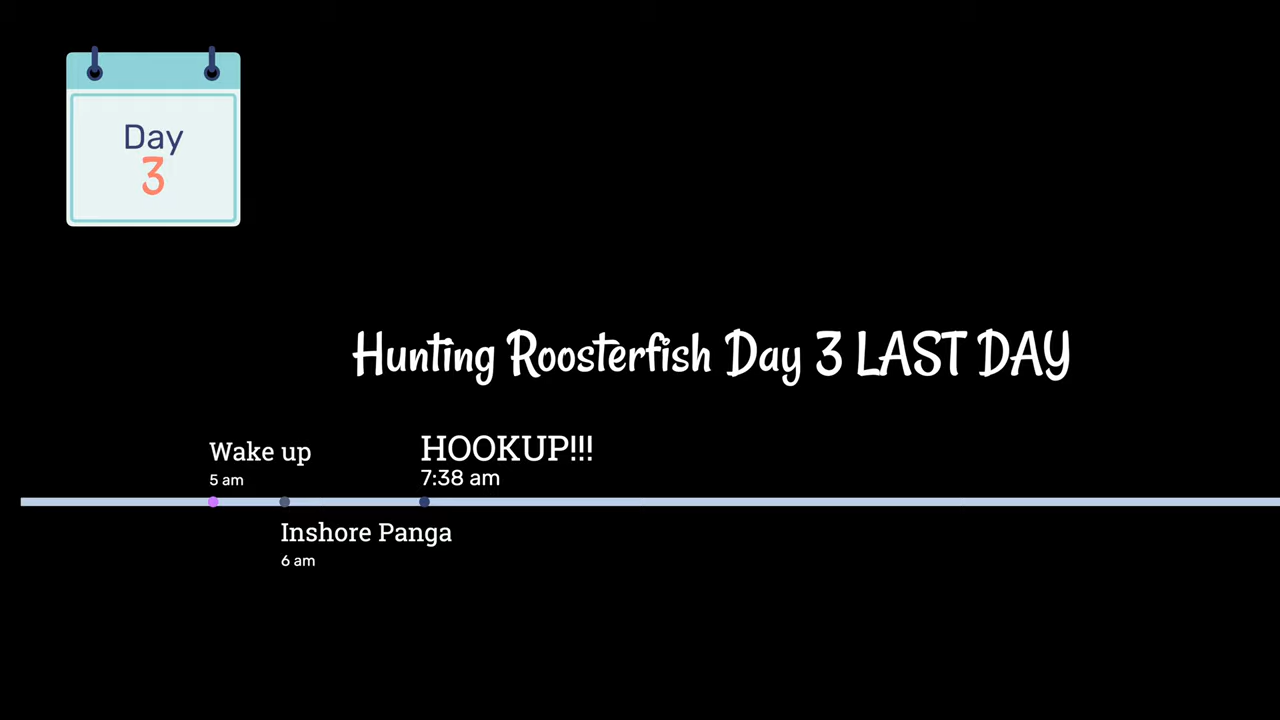 Day
3
Hunting Roosterfish Day 3 LAST DAY
Wake up
5 am
HOOKUP!!!
7:38 am
Inshore Panga
6 am